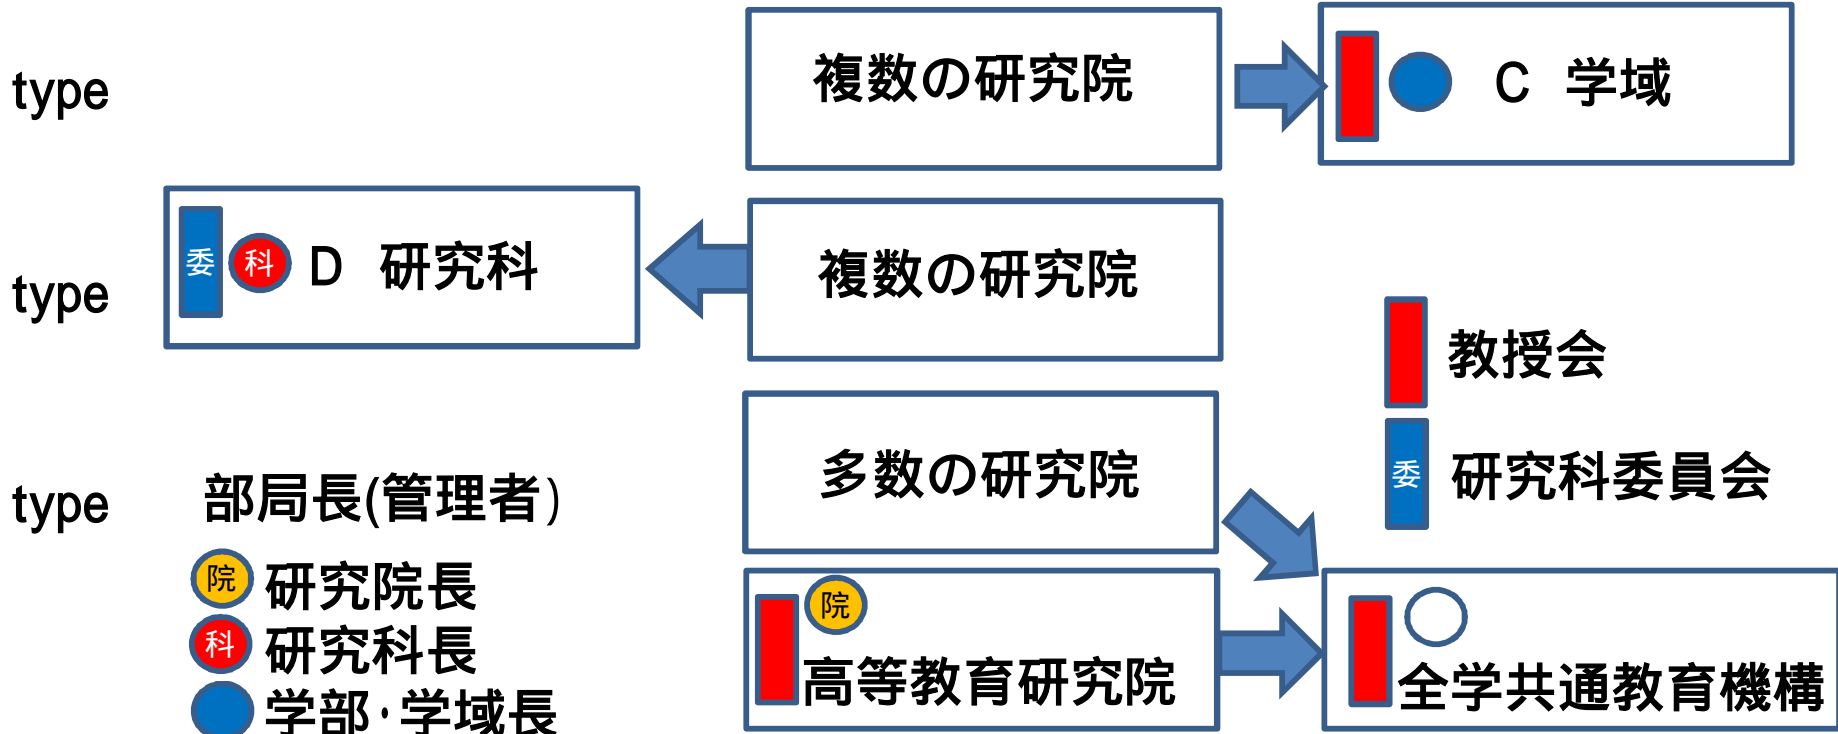 type
複数の研究院
C 学域
type
委
科
D 研究科
複数の研究院
教授会
type
部局長(管理者)
多数の研究院
委
研究科委員会
院
研究院長
科
研究科長
学部・学域長
院
高等教育研究院
全学共通教育機構